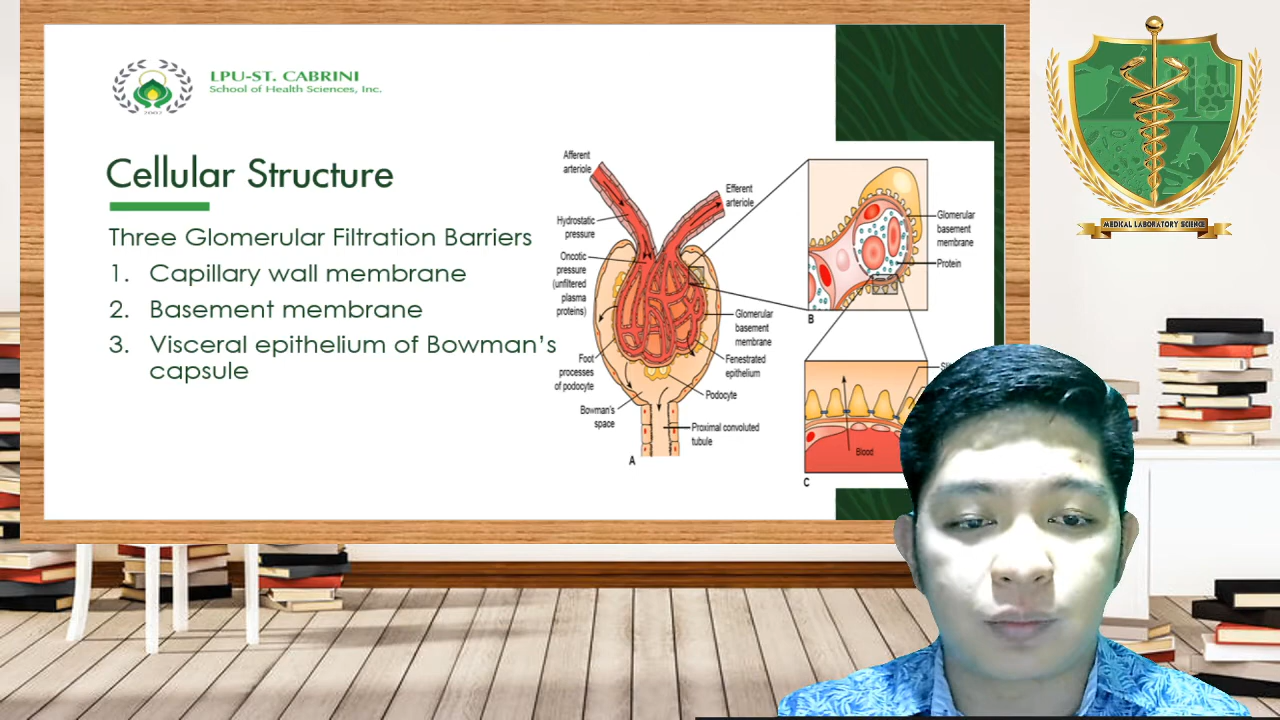 LPU-ST. CABRINI
School of Health Sciences, Inc.
2002
Cellular Structure
Three Glomerular Filtration Barriers
1. Capillary wall membrane
2. Basement membrane
3. Visceral epithelium of Bowman's
capsule
Afferent
arteriole
Efferent
arteriole
Hydrostatic
pressure
Oncotic
pressure
(unfiltered
plasma
proteins)
Glomerular
basement
membrane
Foot
processes
of podocyte
Fenestrated
epithelium
Podocyte
Bowman's
space
Proximal convoluted
tubule
A
Glomerular
basement
membrane
Protein
B
Blood
C
MEDICAL LABORATORY SCIENCE